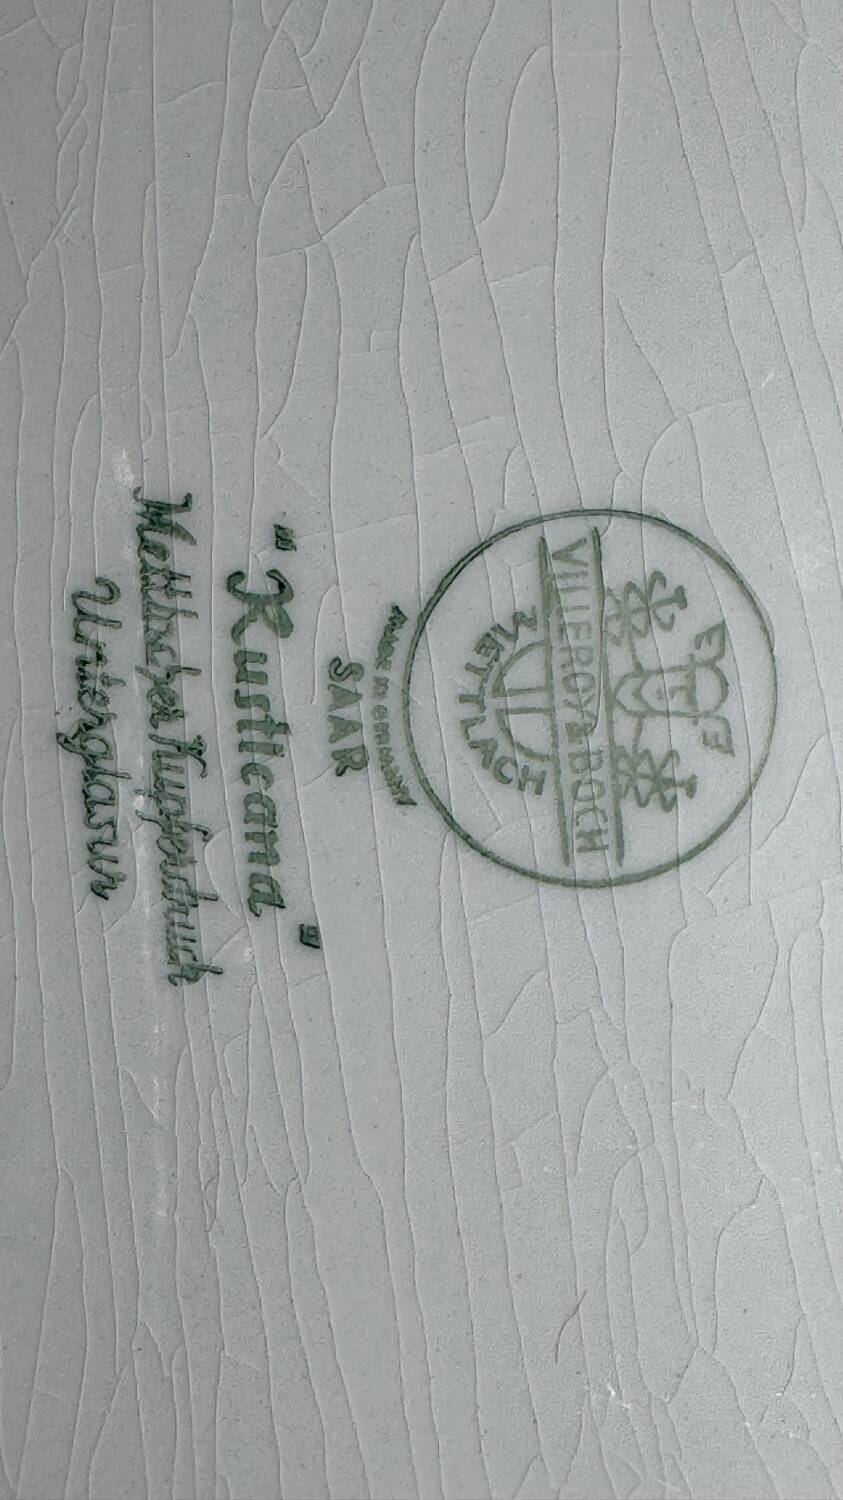 VILLEROY & BOCH
METTLACH
MADE IN GERMANY
SAAR
"Rusticana"
Mettlacher Kupferdruck
Unterglasur